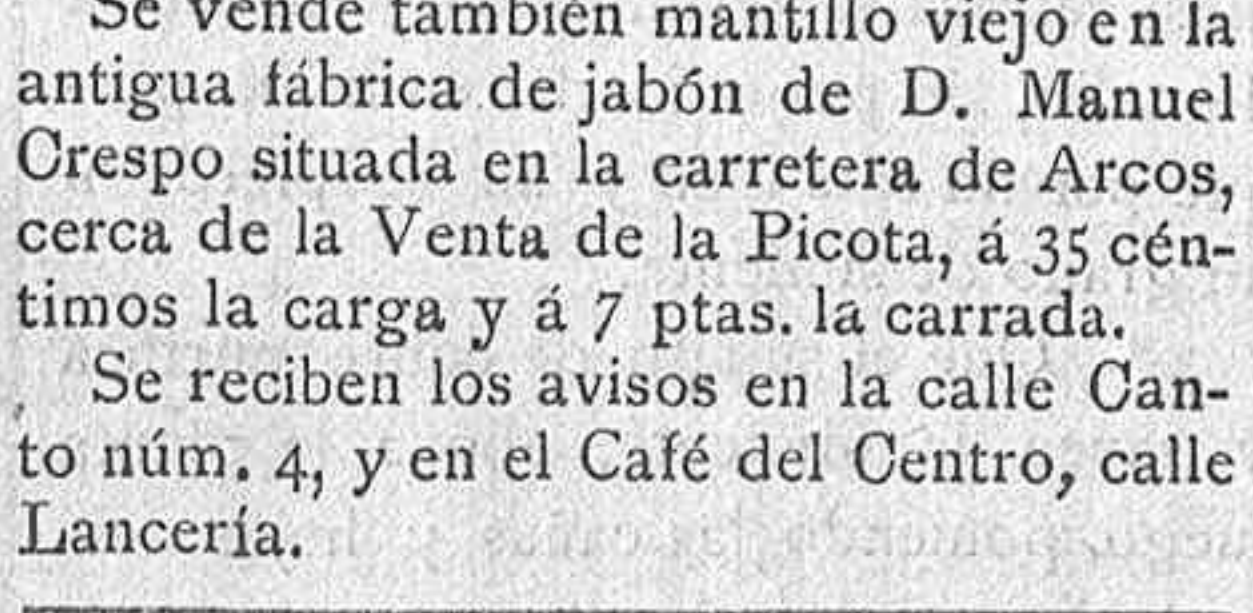 Se vende también mantillo viejo en la
antigua fábrica de jabón de D. Manuel
Crespo situada en la carretera de Arcos,
cerca de la Venta de la Picota, á 35 cén-
timos la carga y á 7 ptas. la carrada.
Se reciben los avisos en la calle Can-
to núm. 4, y en el Café del Centro, calle
Lancería.